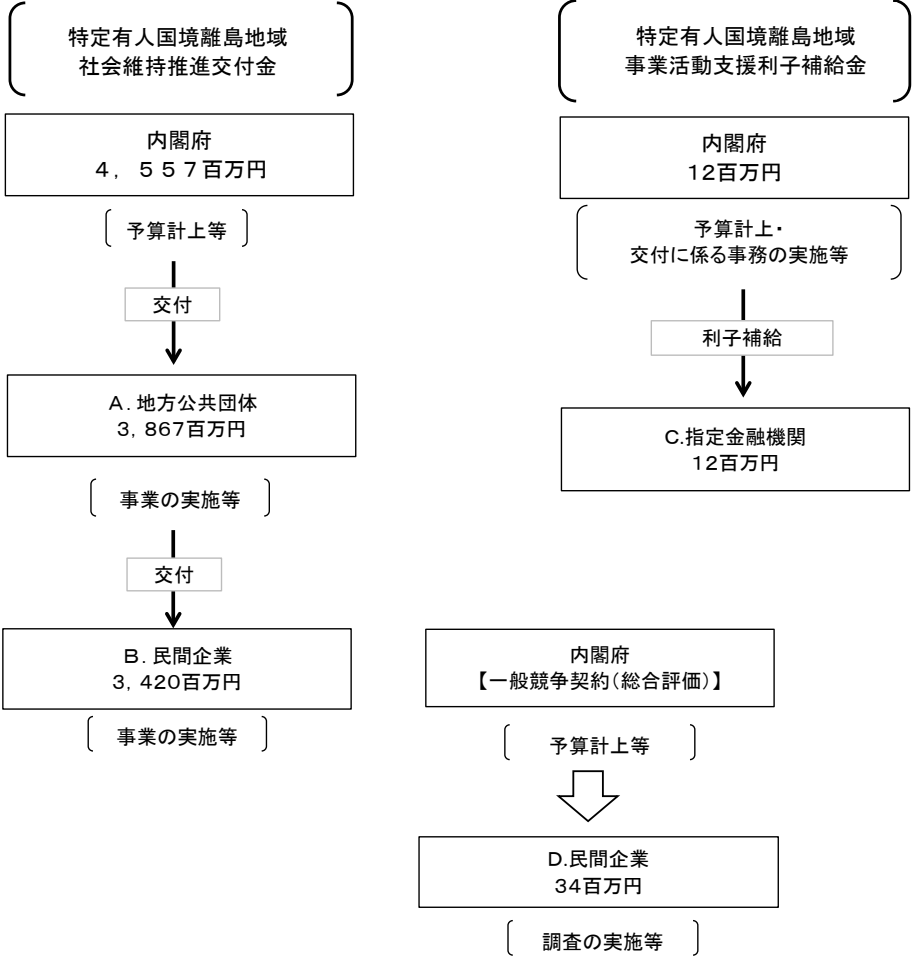 特定有人国境離島地域
社会維持推進交付金
内閣府
４，５５７百万円
予算計上等
交付
Ａ．地方公共団体
３，８６７百万円
事業の実施等
交付
Ｂ．民間企業
３，４２０百万円
事業の実施等
特定有人国境離島地域
事業活動支援利子補給金
内閣府
１２百万円
予算計上・
交付に係る事務の実施等
利子補給
Ｃ.指定金融機関
１２百万円
内閣府
【一般競争契約（総合評価）】
予算計上等
Ｄ.民間企業
３４百万円
調査の実施等